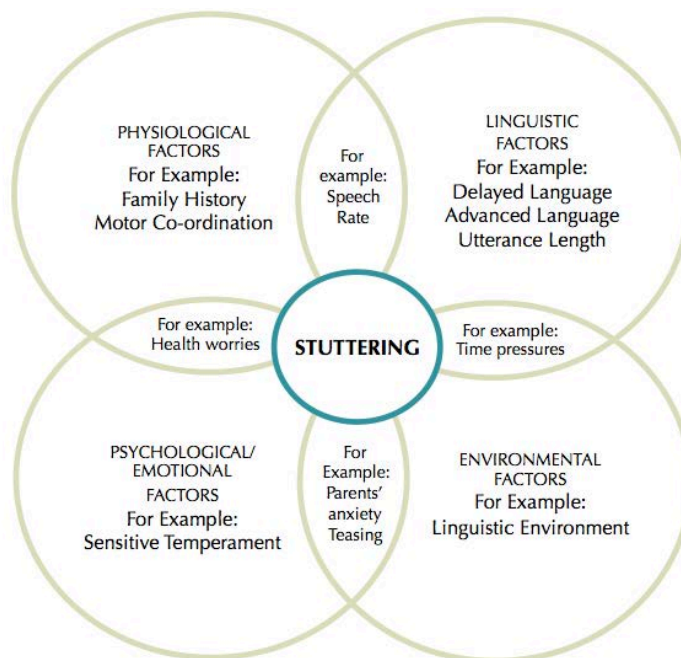 PHYSIOLOGICAL
FACTORS
For Example:
Family History
Motor Co-ordination
For
example:
Speech
Rate
LINGUISTIC
FACTORS
For Example:
Delayed Language
Advanced Language
Utterance Length
For example:
Health worries
STUTTERING
For example:
Time pressures
PSYCHOLOGICAL/
EMOTIONAL
FACTORS
For Example:
Sensitive Temperament
For
Example:
Parents’
anxiety
Teasing
ENVIRONMENTAL
FACTORS
For Example:
Linguistic Environment